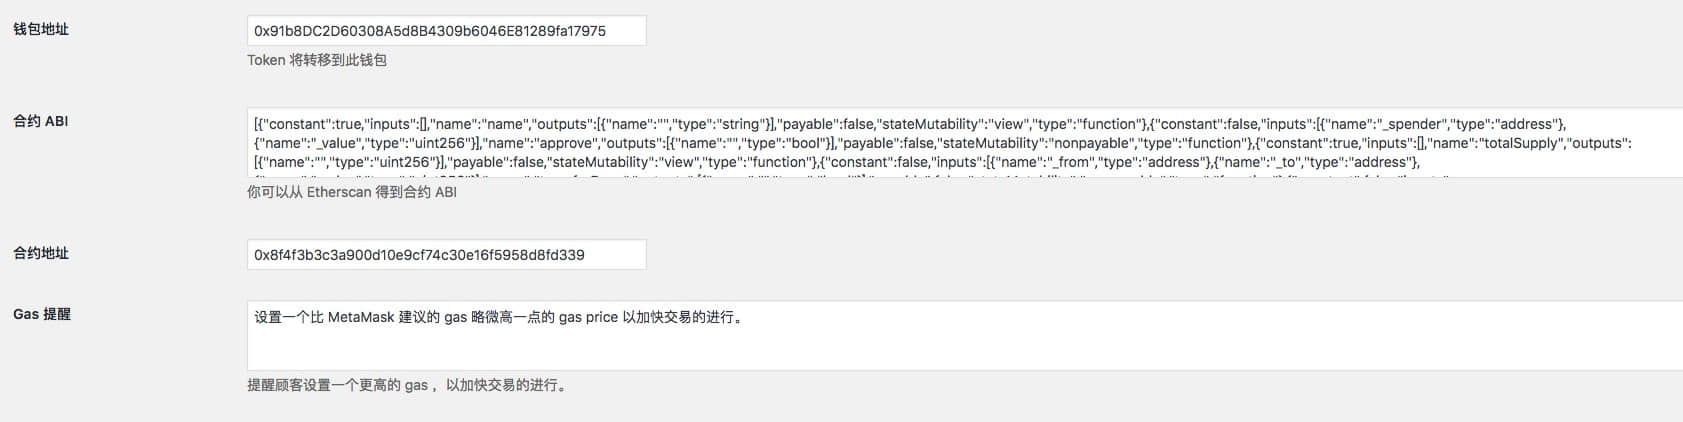 钱包地址
0x91b8DC2D60308A5d8B4309b6046E81289fa17975
Token 将转移到此钱包
合约 ABI
[{"constant":true,"inputs":[],"name":"name","outputs":[{"name":"","type":"string"}],"payable":false,"stateMutability":"view","type":"function"},{"constant":false,"inputs":[{"name":"_spender","type":"address"},
{"name":"_value","type":"uint256"}],"name":"approve","outputs":[{"name":"","type":"bool"}],"payable":false,"stateMutability":"nonpayable","type":"function"},{"constant":true,"inputs":[],"name":"totalSupply","outputs":
[{"name":"","type":"uint256"}],"payable":false,"stateMutability":"view","type":"function"},{"constant":false,"inputs":[{"name":"_from","type":"address"},{"name":"_to","type":"address"},
你可以从 Etherscan 得到合约 ABI
合约地址
0x8f4f3b3c3a900d10e9cf74c30e16f5958d8fd339
Gas 提醒
设置一个比 MetaMask 建议的 gas 略微高一点的 gas price 以加快交易的进行。
提醒顾客设置一个更高的 gas ，以加快交易的进行。